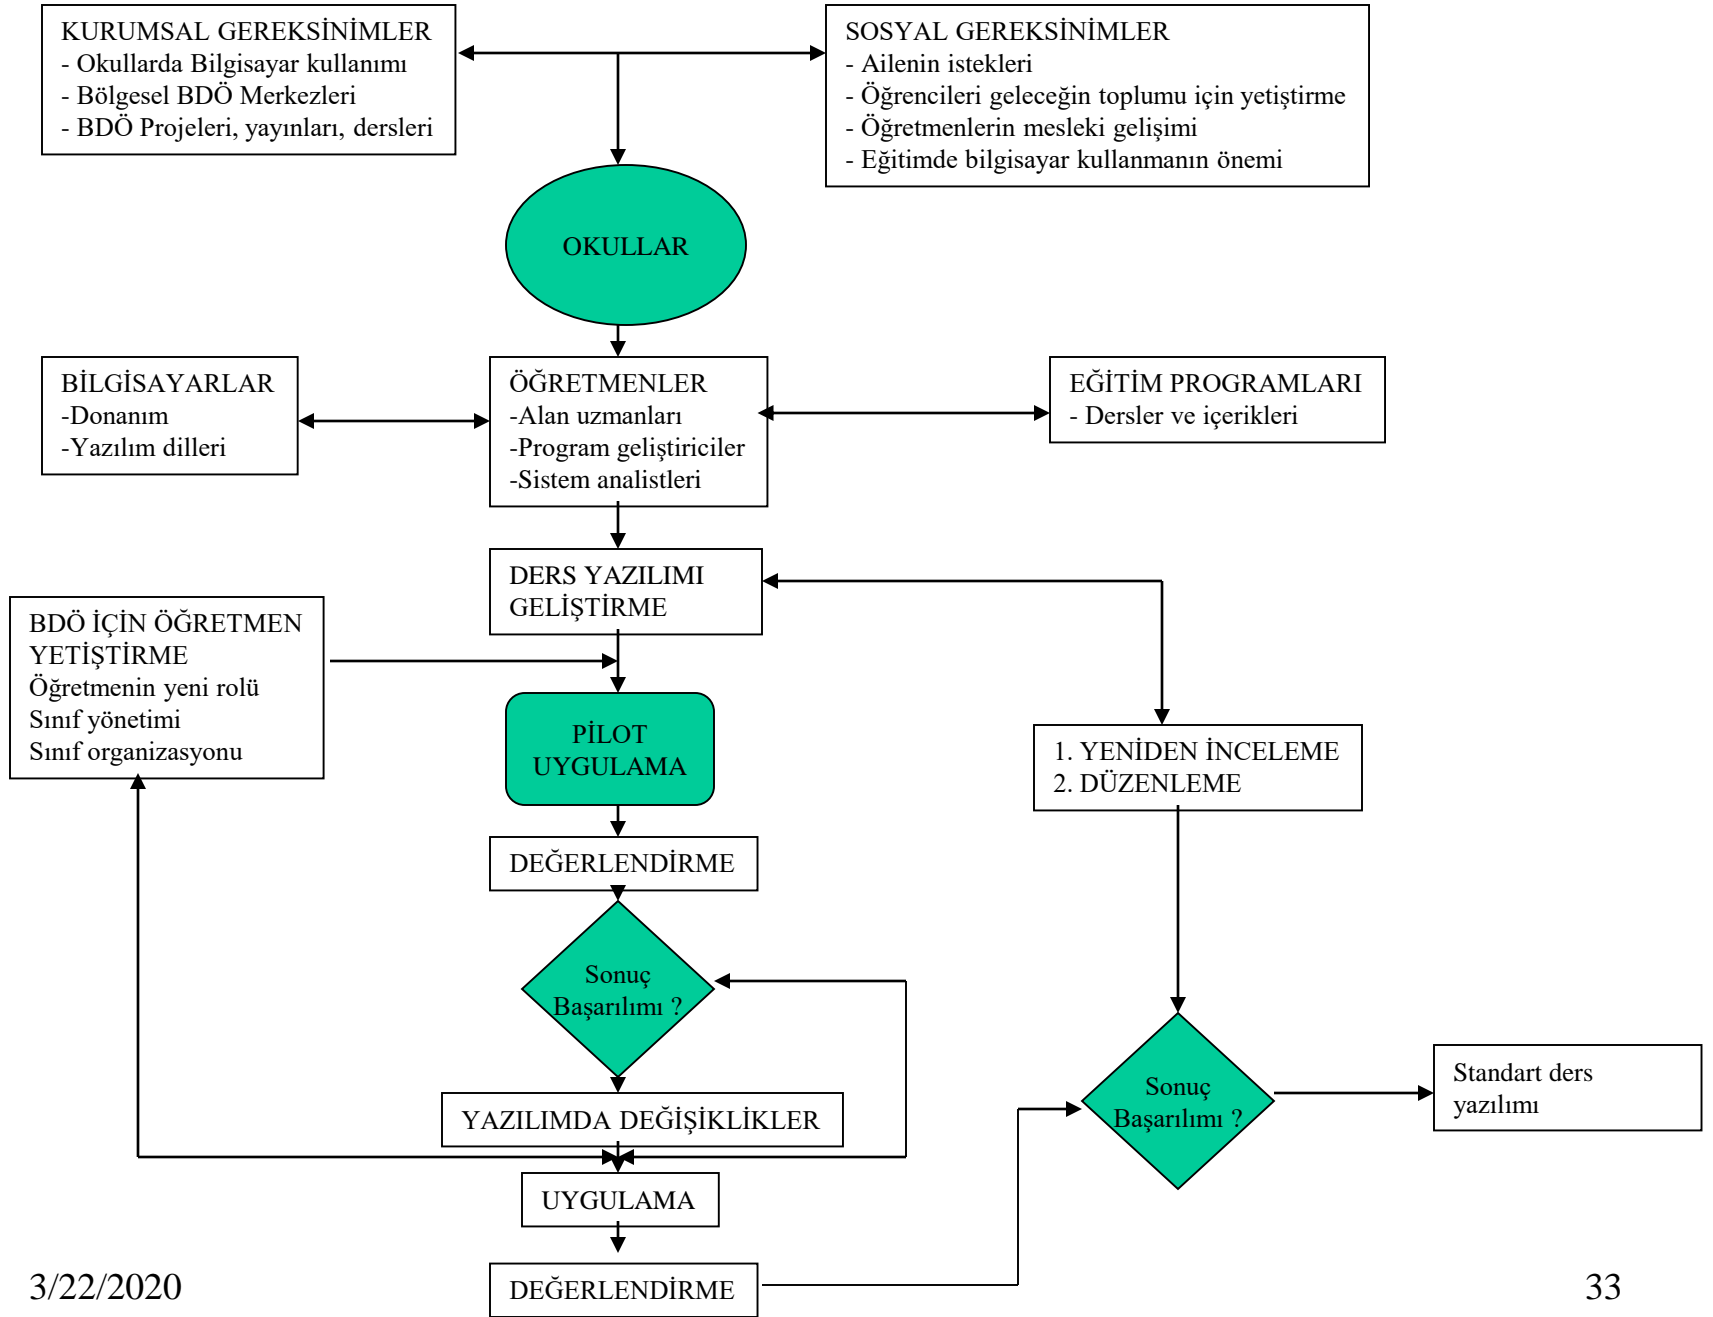 KURUMSAL GEREKSİNİMLER
- Okullarda Bilgisayar kullanımı
- Bölgesel BDÖ Merkezleri
- BDÖ Projeleri, yayınları, dersleri
SOSYAL GEREKSİNİMLER
- Ailenin istekleri
- Öğrencileri geleceğin toplumu için yetiştirme
- Öğretmenlerin mesleki gelişimi
- Eğitimde bilgisayar kullanmanın önemi
OKULLAR
BİLGİSAYARLAR
-Donanım
-Yazılım dilleri
ÖĞRETMENLER
-Alan uzmanları
-Program geliştiriciler
-Sistem analistleri
EĞİTİM PROGRAMLARI
- Dersler ve içerikleri
DERS YAZILIMI
GELİŞTİRME
BDÖ İÇİN ÖĞRETMEN
YETİŞTİRME
Öğretmenin yeni rolü
Sınıf yönetimi
Sınıf organizasyonu
PİLOT
UYGULAMA
1. YENİDEN İNCELEME
2. DÜZENLEME
DEĞERLENDİRME
Sonuç
Başarılımı ?
YAZILIMDA DEĞİŞİKLİKLER
Sonuç
Başarılımı ?
Standart ders
yazılımı
UYGULAMA
DEĞERLENDİRME
3/22/2020
33